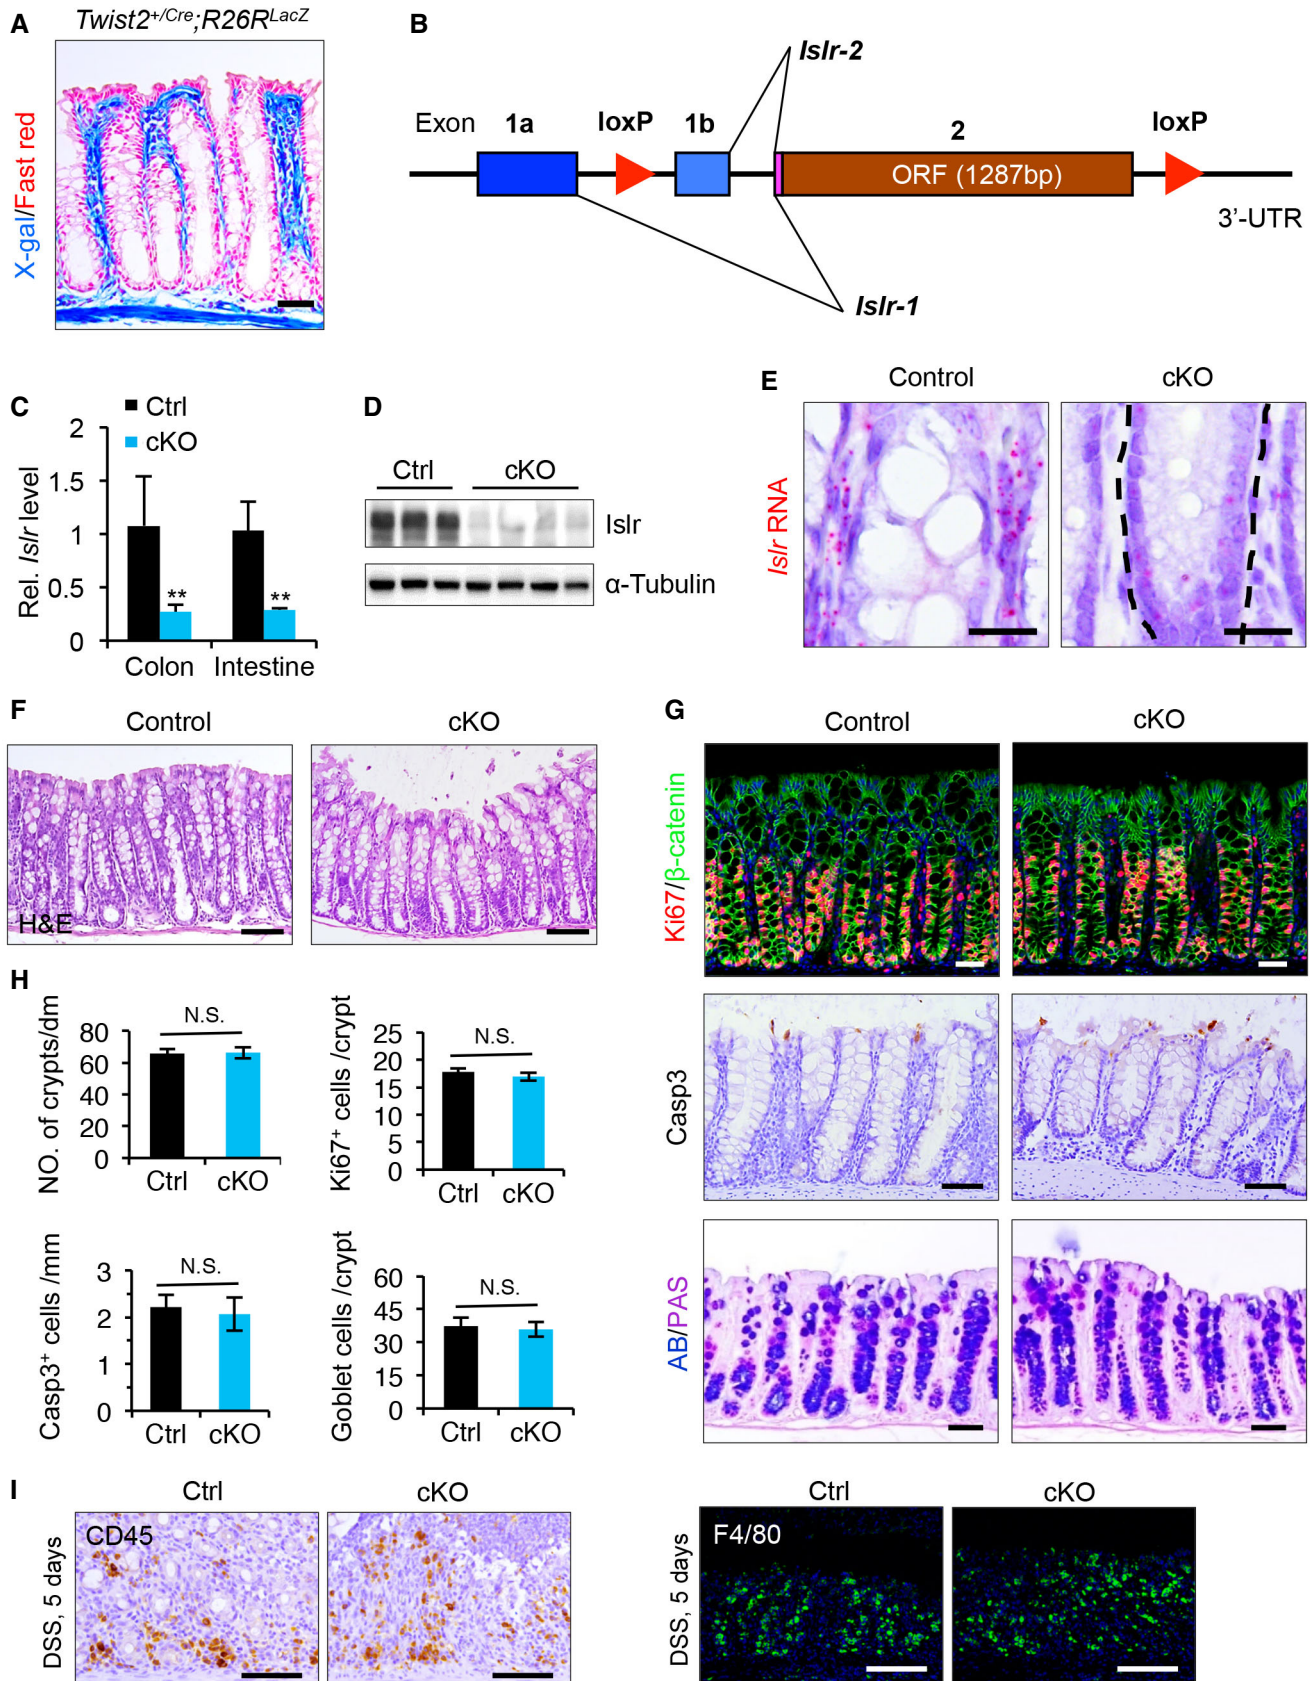 A
Twist2+/Cre;R26RLacZ
X-gal/Fast red
B
Islr-2
Exon
1a
loxP
1b
2
loxP
ORF (1287bp)
3'-UTR
Islr-1
C
Ctrl
cKO
Rel. Islr level
2
1.5
1
0.5
0
**
**
Colon
Intestine
D
Ctrl
cKO
Islr
α-Tubulin
E
Control
cKO
Islr RNA
F
Control
cKO
H&E
G
Control
cKO
Ki67/β-catenin
Casp3
AB/PAS
H
NO. of crypts/dm
80
60
40
20
0
N.S.
Ctrl
cKO
Ki67+ cells /crypt
25
20
15
10
5
0
N.S.
Ctrl
cKO
Casp3+ cells /mm
3
2
1
0
N.S.
Ctrl
cKO
Goblet cells /crypt
60
45
30
15
0
N.S.
Ctrl
cKO
I
Ctrl
cKO
DSS, 5 days
CD45
Ctrl
cKO
DSS, 5 days
F4/80